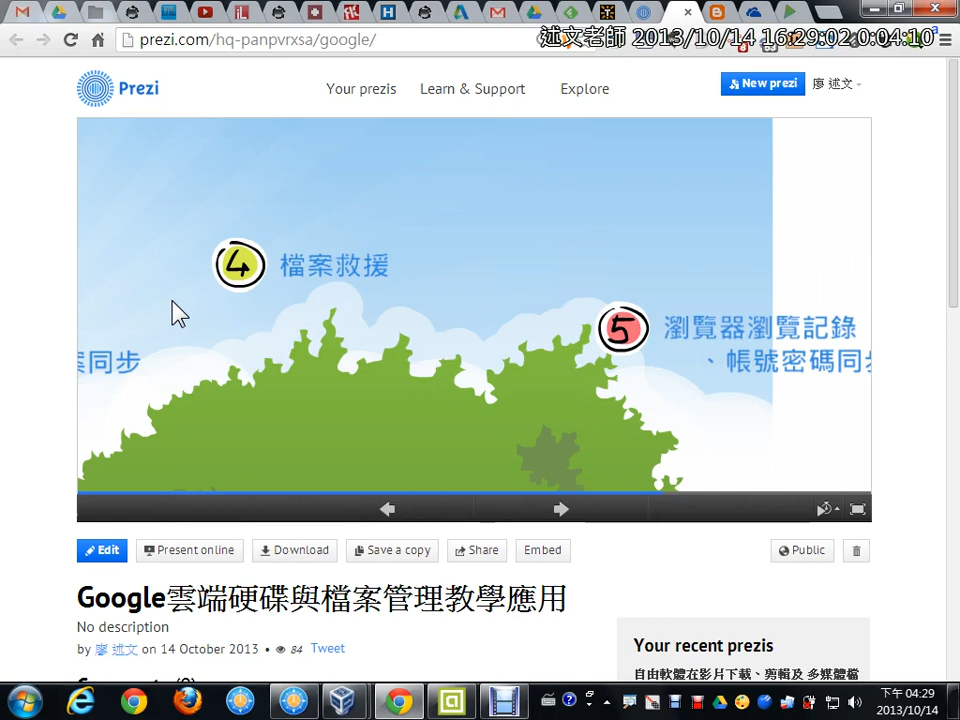 prezi.com/hq-panpvrxsa/google/
述文老師 2013/10/14 16:29:02 0:04:10
Prezi
Your prezis
Learn & Support
Explore
New prezi
廖 述文
4 檔案救援
5 瀏覽器瀏覽記錄
、帳號密碼同步
案同步
Edit
Present online
Download
Save a copy
Share
Embed
Public
Google雲端硬碟與檔案管理教學應用
No description
by 廖 述文 on 14 October 2013 • 84 Tweet
Your recent prezis
自由軟體在影片下載、剪輯及 多媒體檔
下午 04:29
2013/10/14